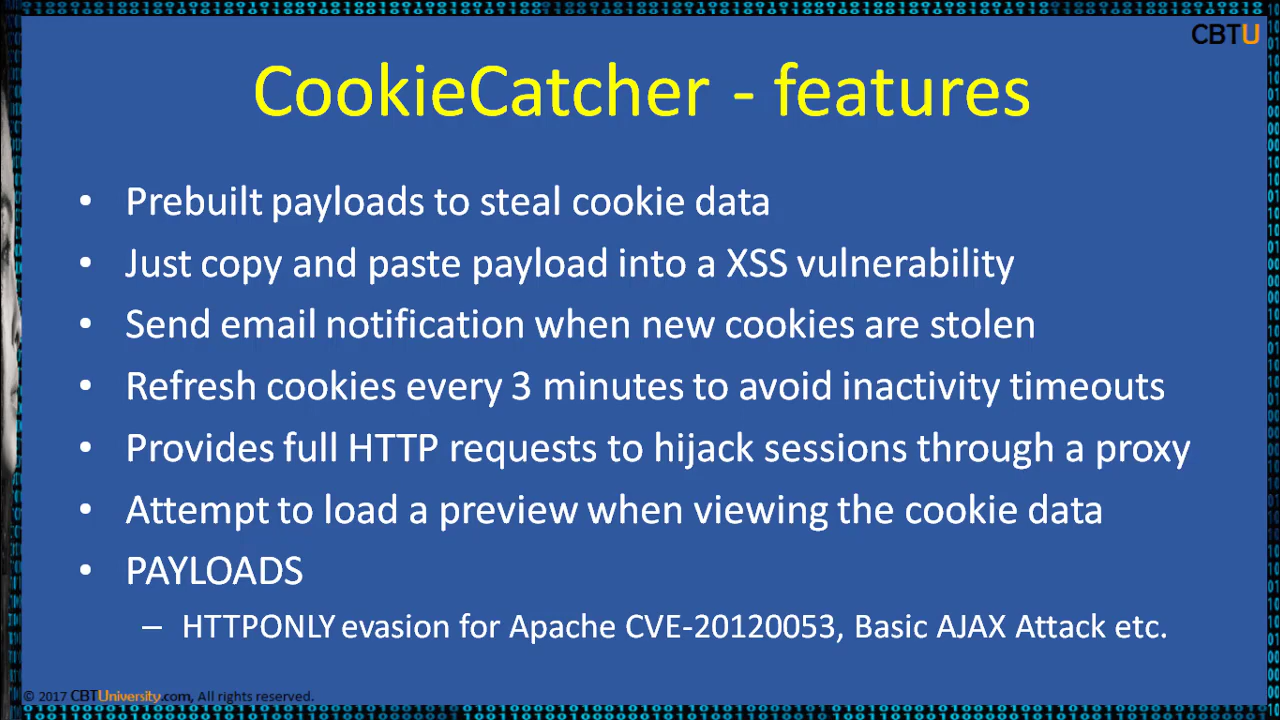 CBTU
CookieCatcher - features
• Prebuilt payloads to steal cookie data
• Just copy and paste payload into a XSS vulnerability
• Send email notification when new cookies are stolen
• Refresh cookies every 3 minutes to avoid inactivity timeouts
• Provides full HTTP requests to hijack sessions through a proxy
• Attempt to load a preview when viewing the cookie data
• PAYLOADS
– HTTPONLY evasion for Apache CVE-20120053, Basic AJAX Attack etc.
© 2017 CBTUniversity.com, All rights reserved.